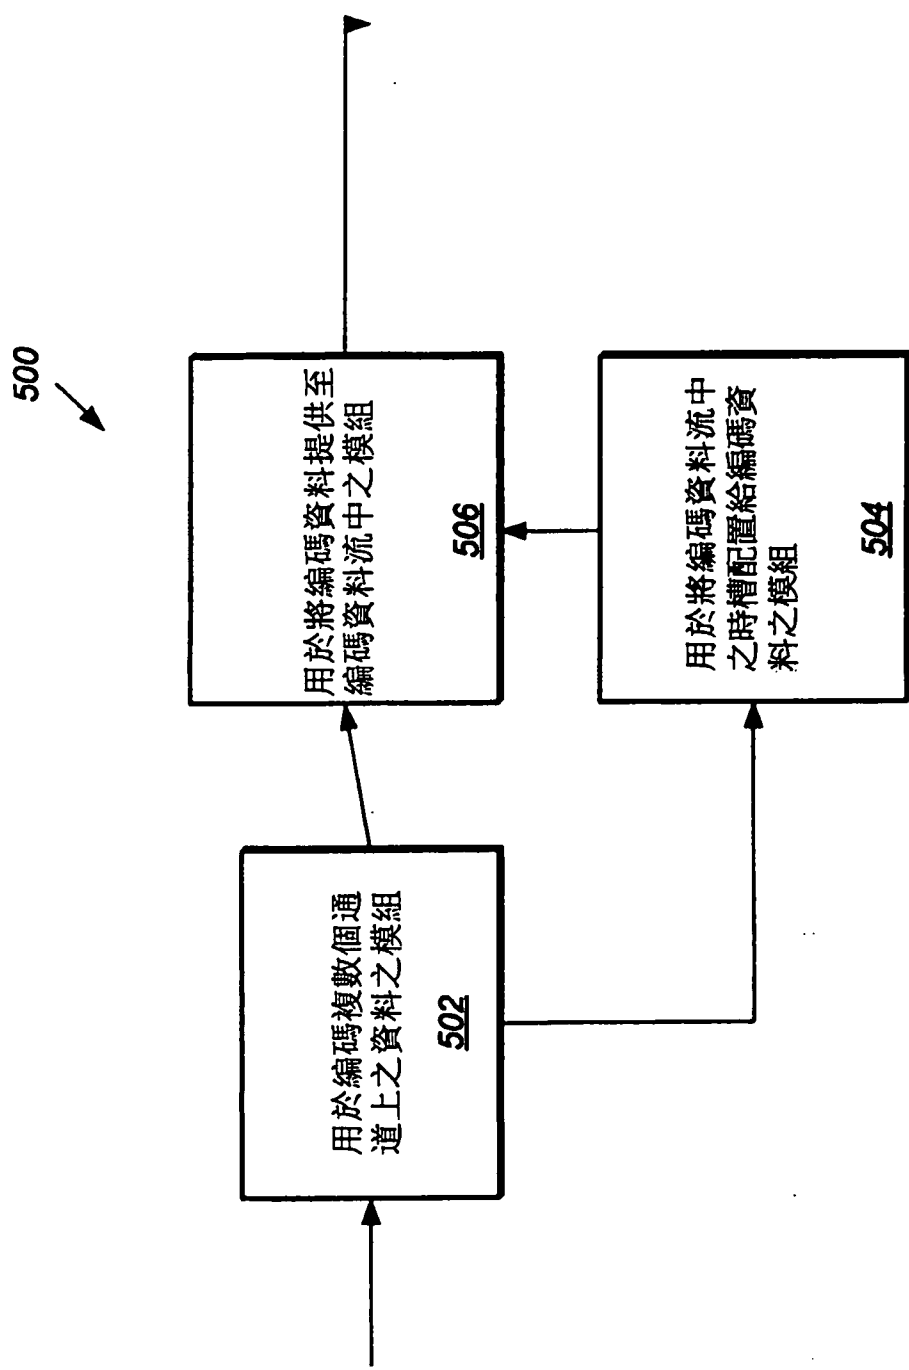 500
用於將編碼資料提供至
編碼資料流中之模組
506
用於將編碼資料流中
之時槽配置給編碼資
料之模組
504
用於編碼複數個通
道上之資料之模組
502